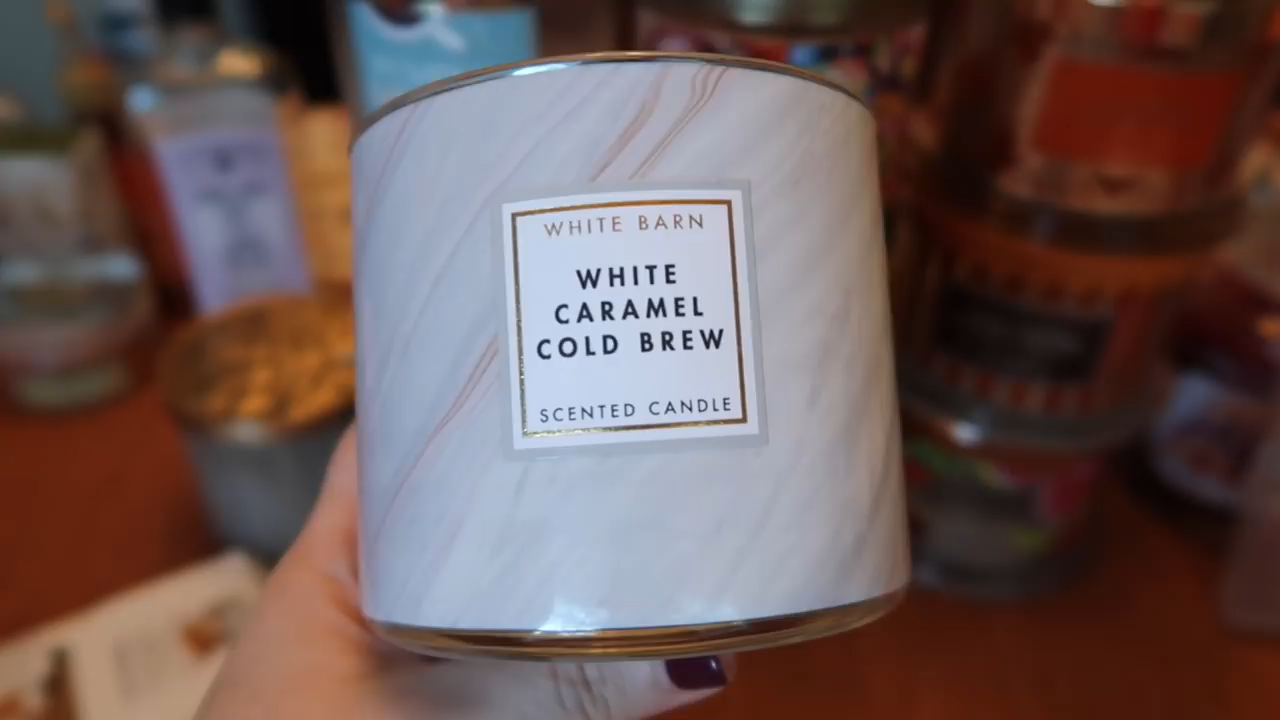 WHITE BARN
WHITE
CARAMEL
COLD BREW
SCENTED CANDLE